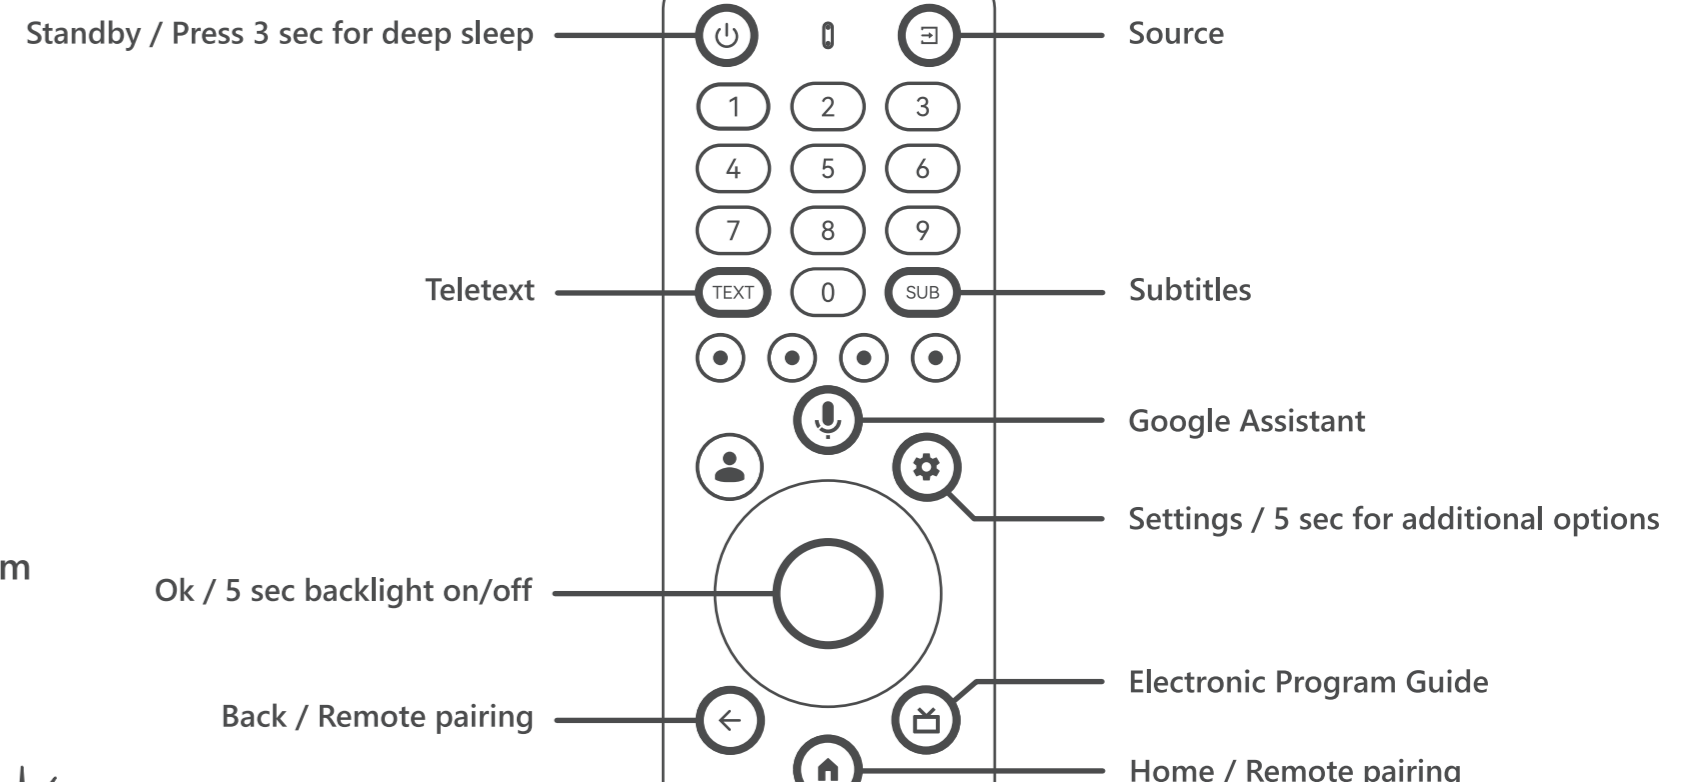 Standby / Press 3 sec for deep sleep
Source
1 2 3
4 5 6
7 8 9
Teletext
TEXT 0 SUB
Subtitles
Google Assistant
Settings / 5 sec for additional options
m
Ok / 5 sec backlight on/off
Electronic Program Guide
Back / Remote pairing
Home / Remote pairing